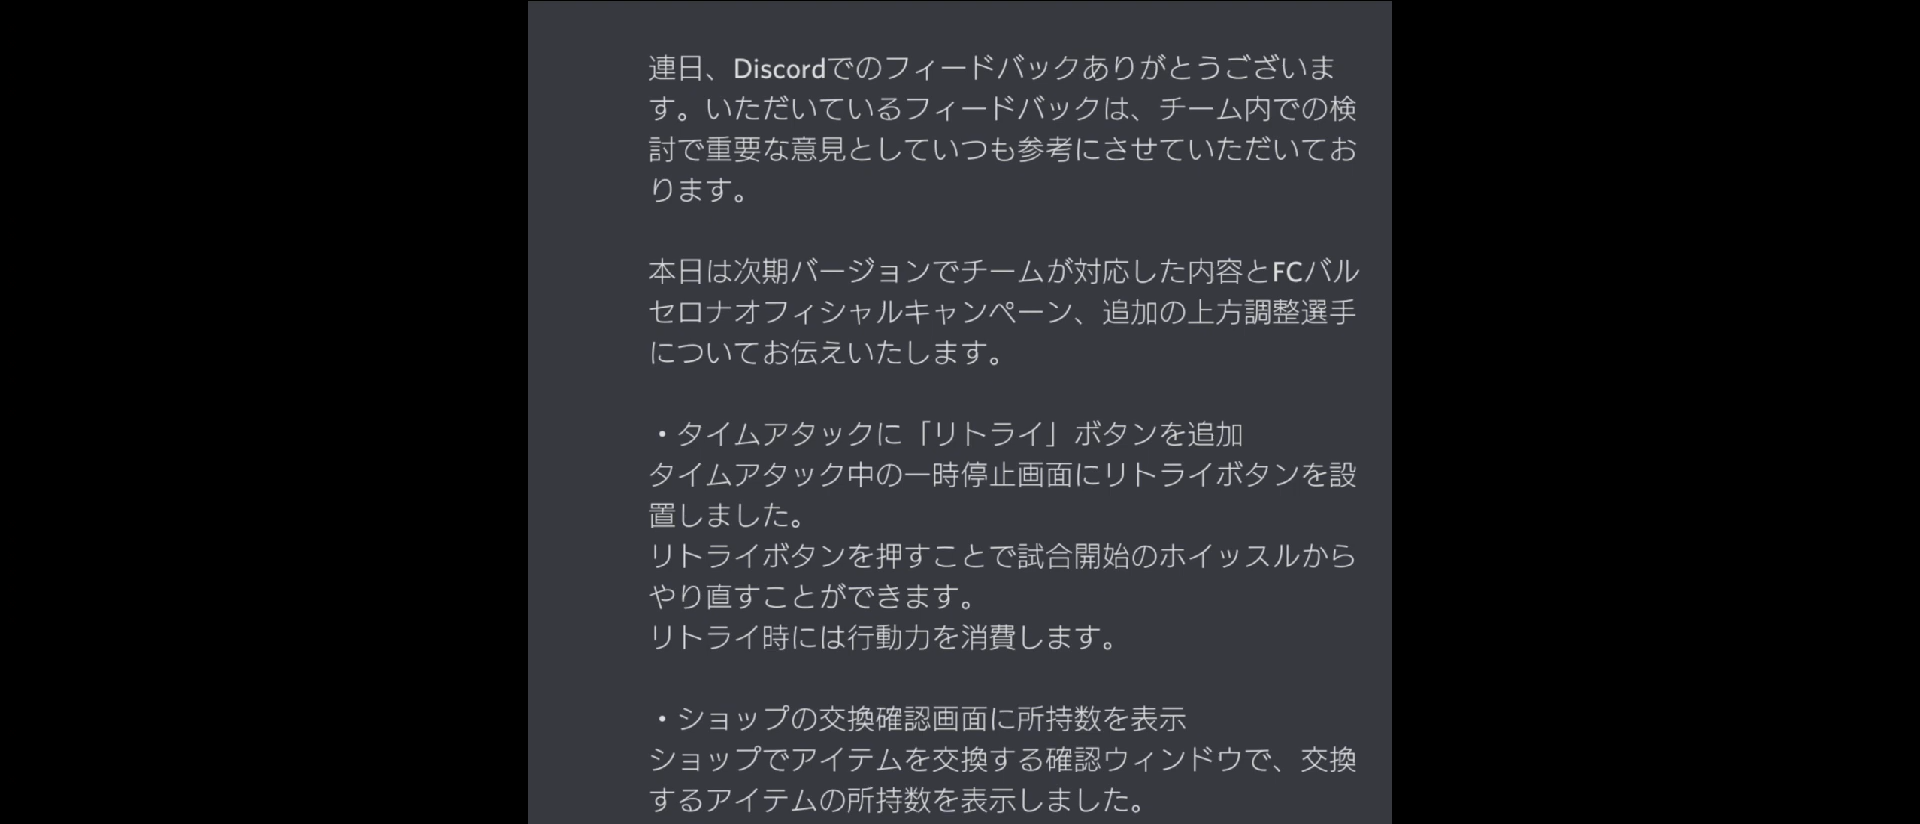 連日、Discordでのフィードバックありがとうございま
す。いただいているフィードバックは、チーム内での検
討で重要な意見としていつも参考にさせていただいてお
ります。
本日は次期バージョンでチームが対応した内容とFCバル
セロナオフィシャルキャンペーン、追加の上方調整選手
についてお伝えいたします。
・タイムアタックに「リトライ」ボタンを追加
タイムアタック中の一時停止画面にリトライボタンを設
置しました。
リトライボタンを押すことで試合開始のホイッスルから
やり直すことができます。
リトライ時には行動力を消費します。
・ショップの交換確認画面に所持数を表示
ショップでアイテムを交換する確認ウィンドウで、交換
するアイテムの所持数を表示しました。